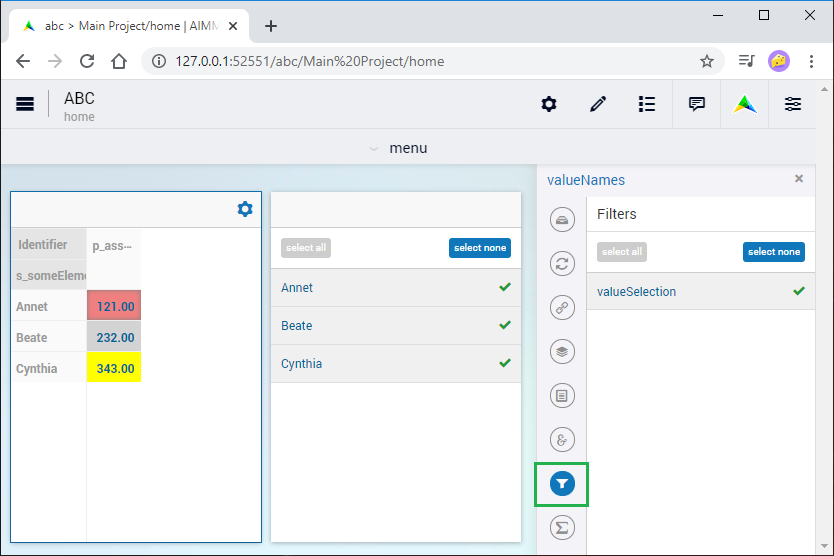 abc > Main Project/home | AIMM
127.0.0.1:52551/abc/Main%20Project/home
ABC
home
menu
valueNames
Filters
Identifier
p_ass...
s_someEleme
Annet
121.00
Beate
232.00
Cynthia
343.00
select all
select none
Annet
Beate
Cynthia
select all
select none
valueSelection